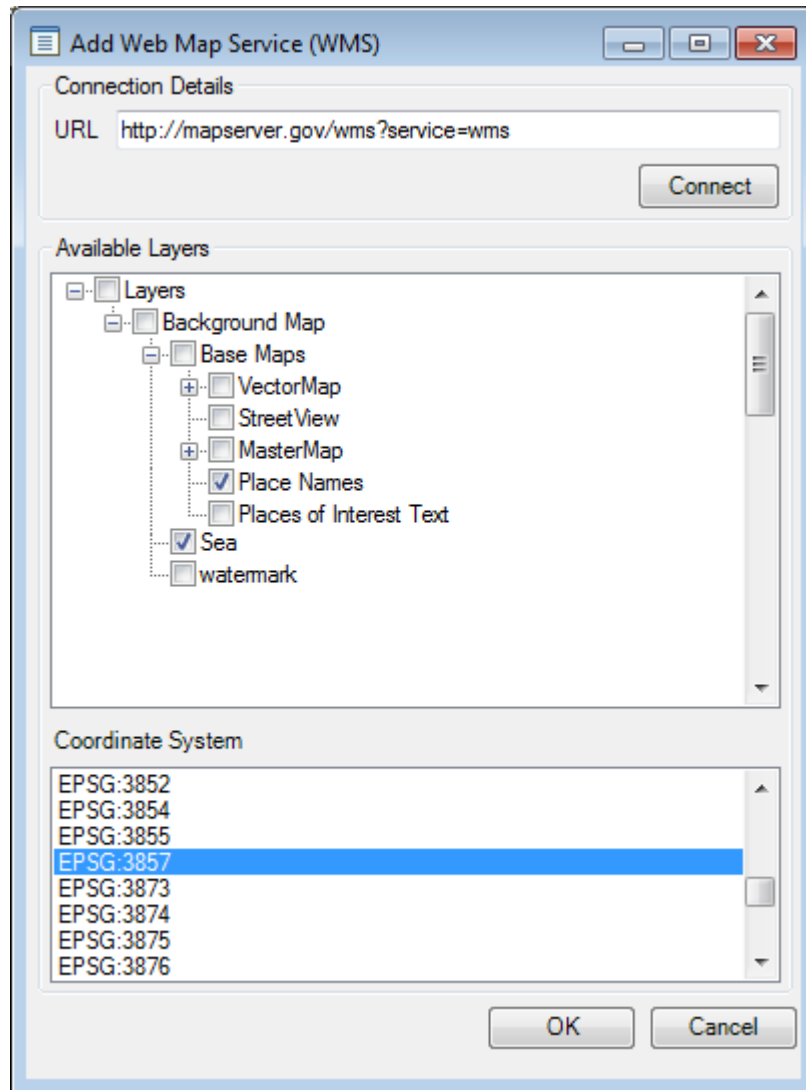 Add Web Map Service (WMS)
Connection Details
URL http://mapserver.gov/wms?service=wms
Connect
Available Layers
Layers
Background Map
Base Maps
VectorMap
StreetView
MasterMap
Place Names
Places of Interest Text
Sea
watermark
Coordinate System
EPSG:3852
EPSG:3854
EPSG:3855
EPSG:3857
EPSG:3873
EPSG:3874
EPSG:3875
EPSG:3876
OK Cancel